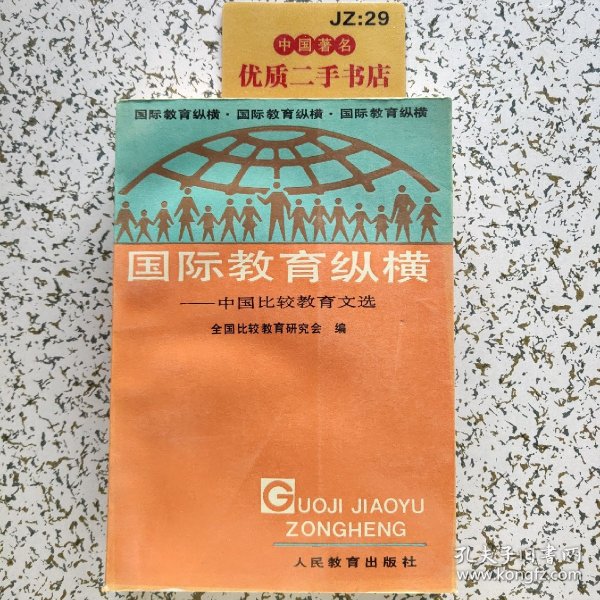 JZ:29
中国著名
优质二手书店
国际教育纵横·国际教育纵横·国际教育纵横
国际教育纵横
——中国比较教育文选
全国比较教育研究会 编
GUOJI JIAOYU
ZONGHENG
人民教育出版社
孔夫子旧书网
kongfz.com